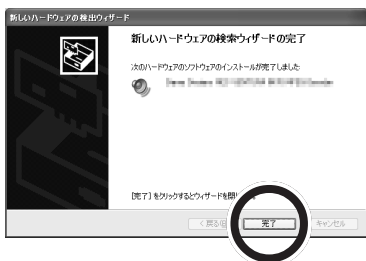 新しいハードウェアの検出ウィザード
新しいハードウェアの検索ウィザードの完了
次のハードウェアのソフトウェアのインストールが完了しました:
[完了] をクリックするとウィザードを閉じ
< 戻る(B)
完了
キャンセル